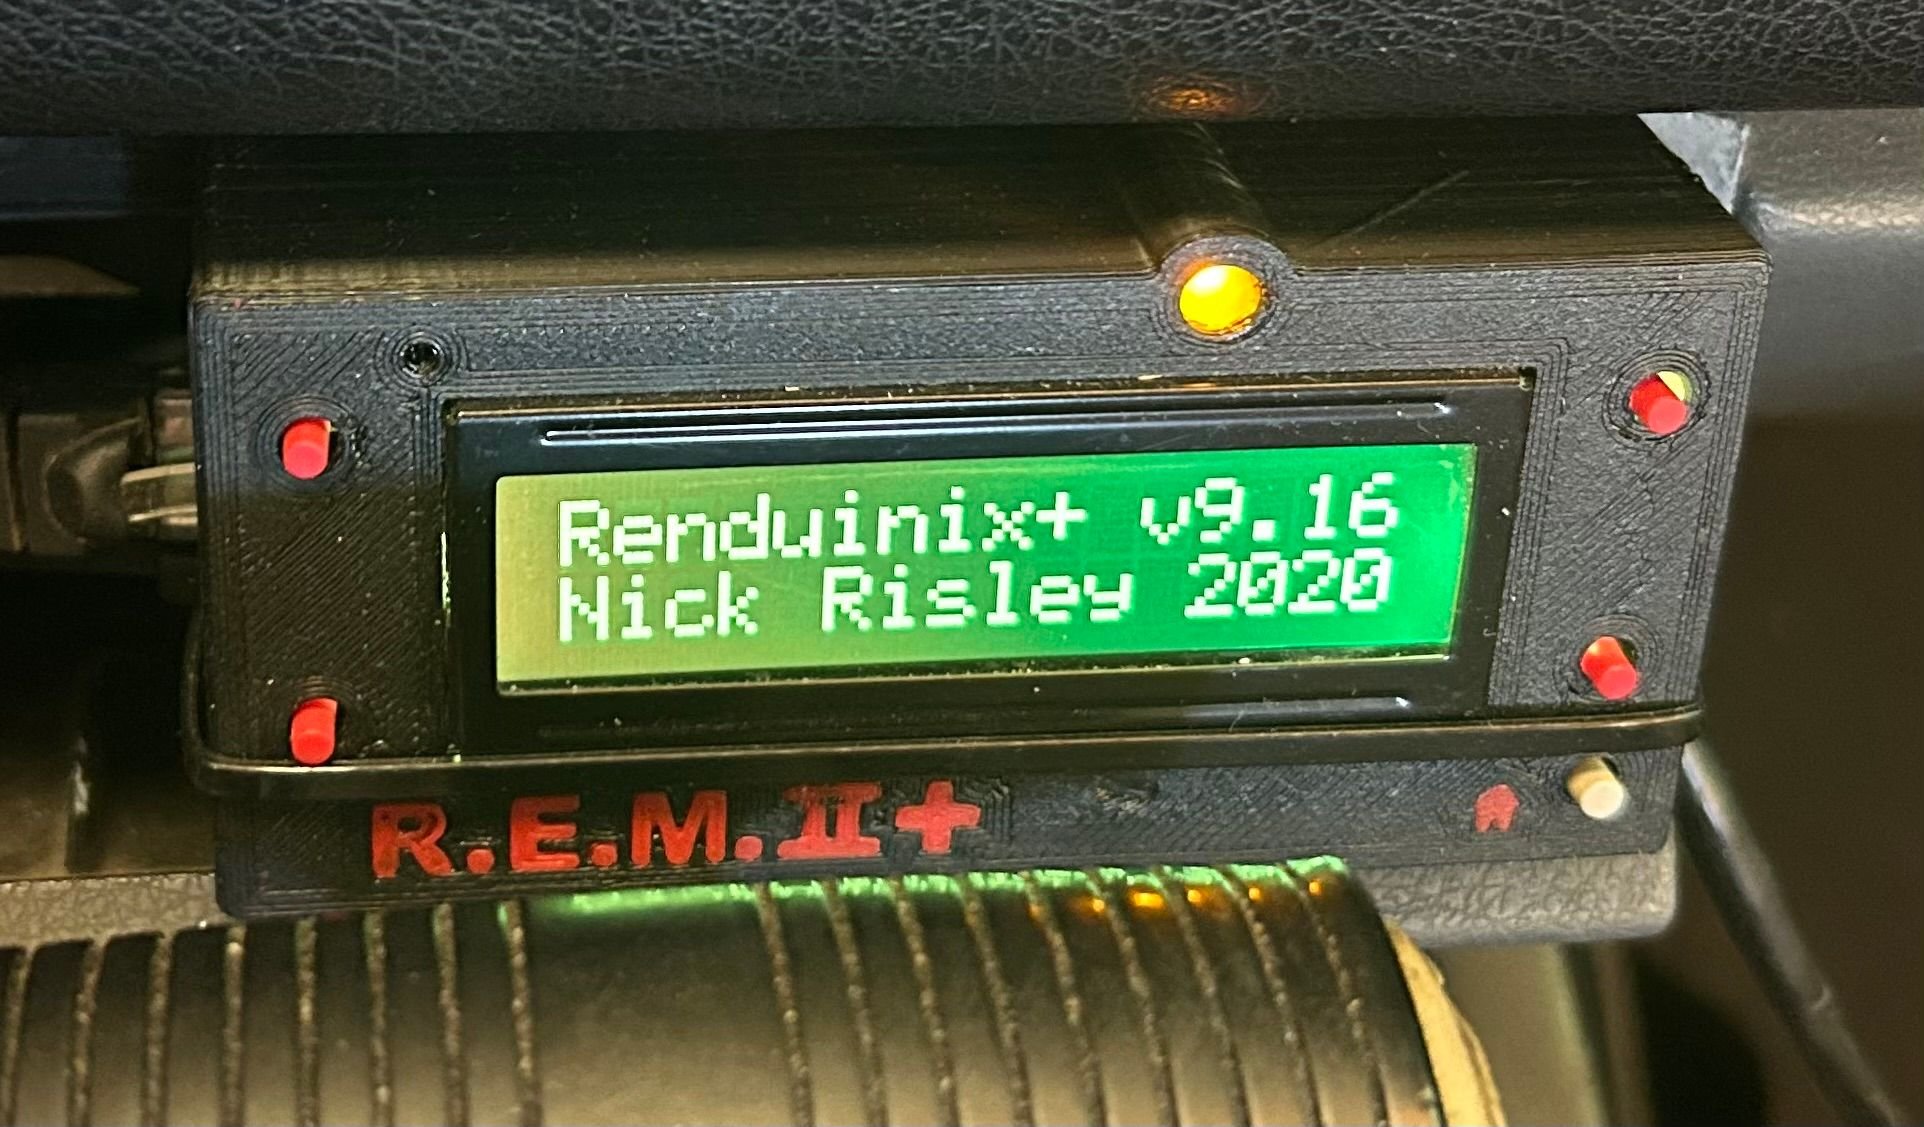 Renduinix+ v9.16
Nick Risley 2020
R.E.M.II+